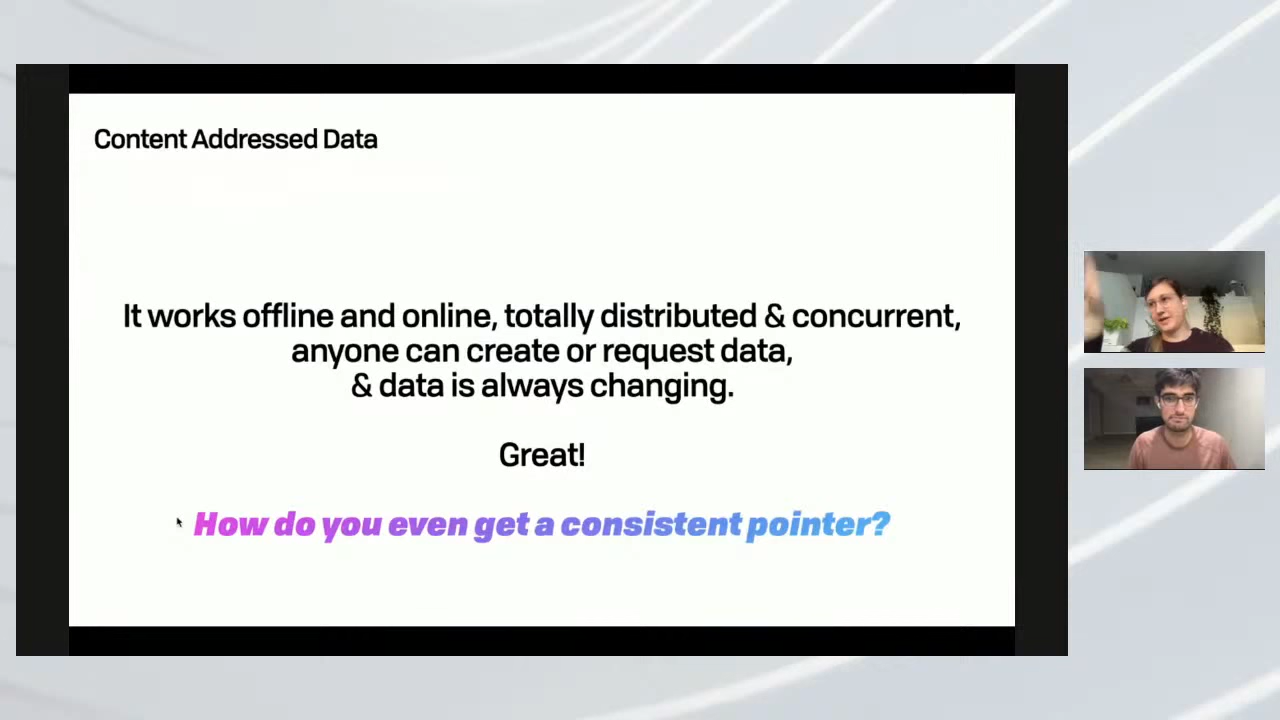 Content Addressed Data
It works offline and online, totally distributed & concurrent,
anyone can create or request data,
& data is always changing.
Great!
How do you even get a consistent pointer?